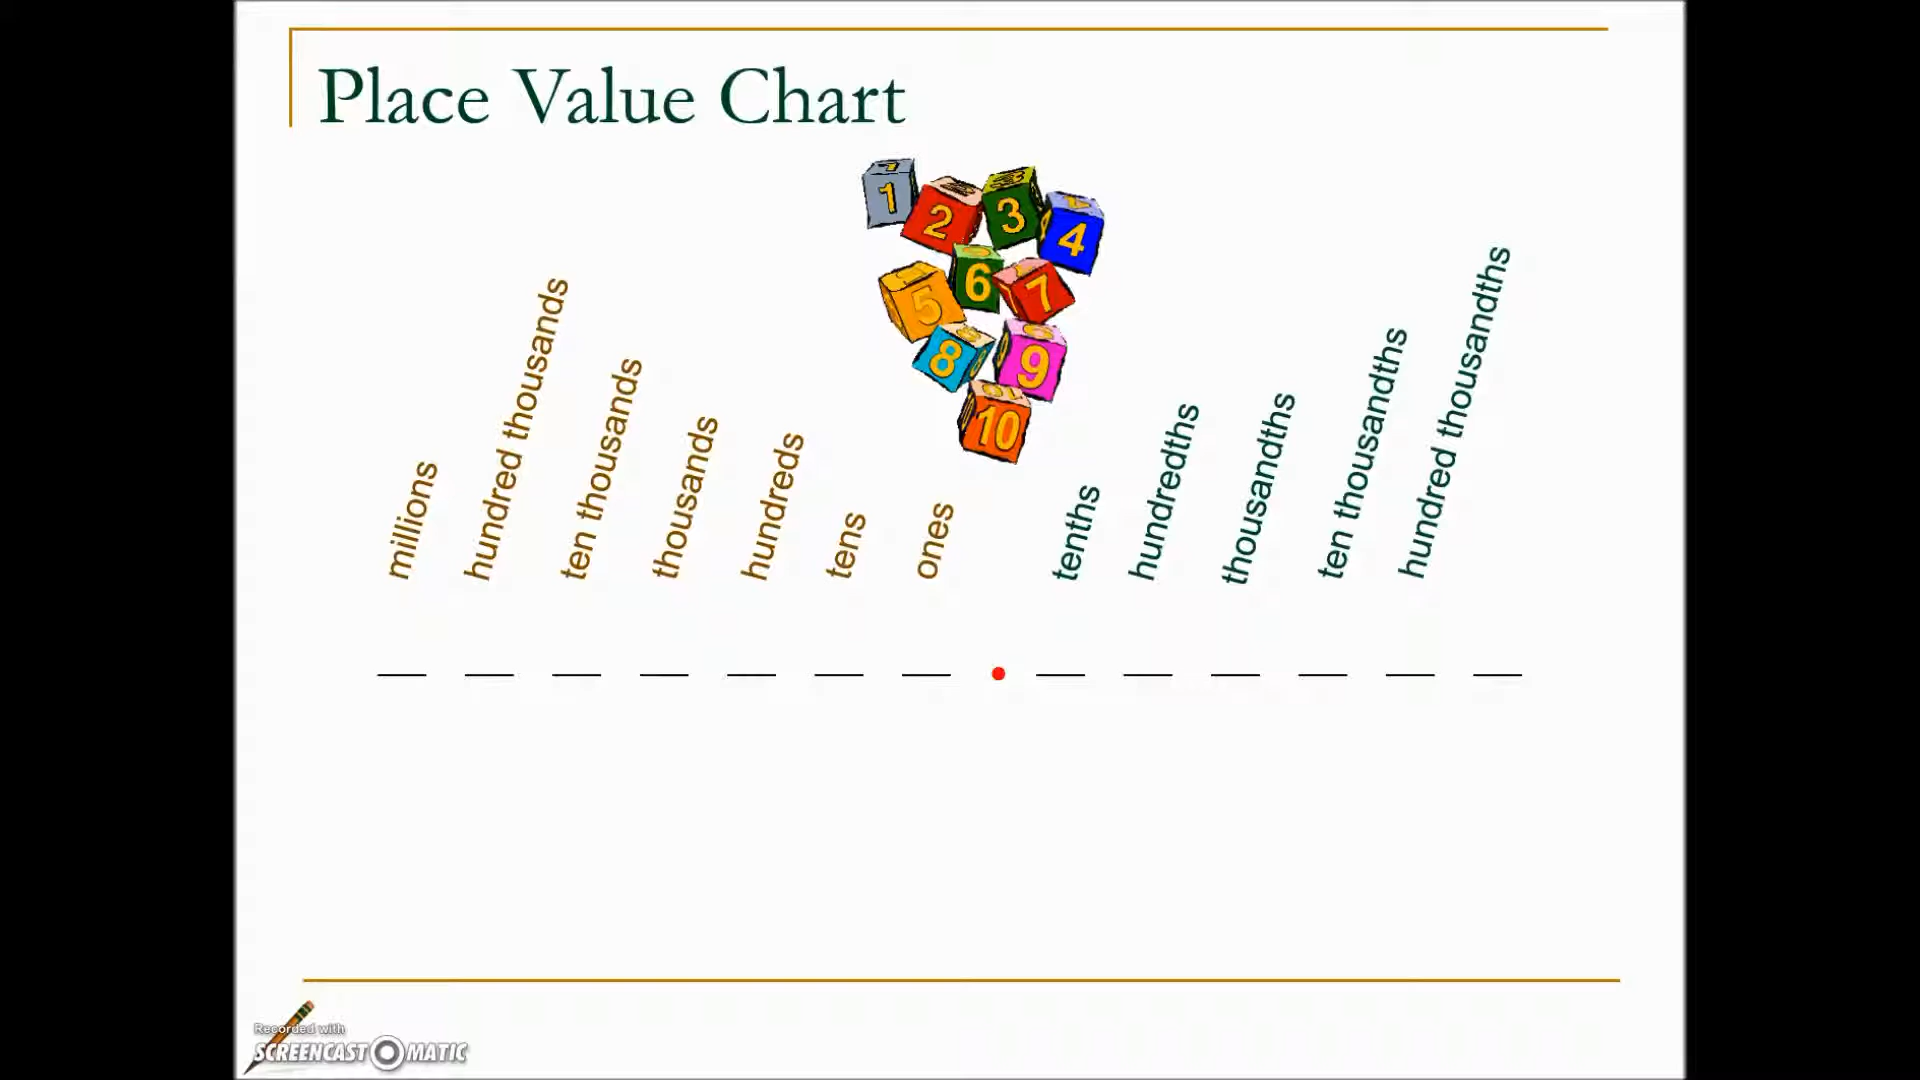 Place Value Chart
1
2
3
4
5
6
7
8
9
10
millions
hundred thousands
ten thousands
thousands
hundreds
tens
ones
tenths
hundredths
thousandths
ten thousandths
hundred thousandths
Recorded with
SCREENCAST MATIC